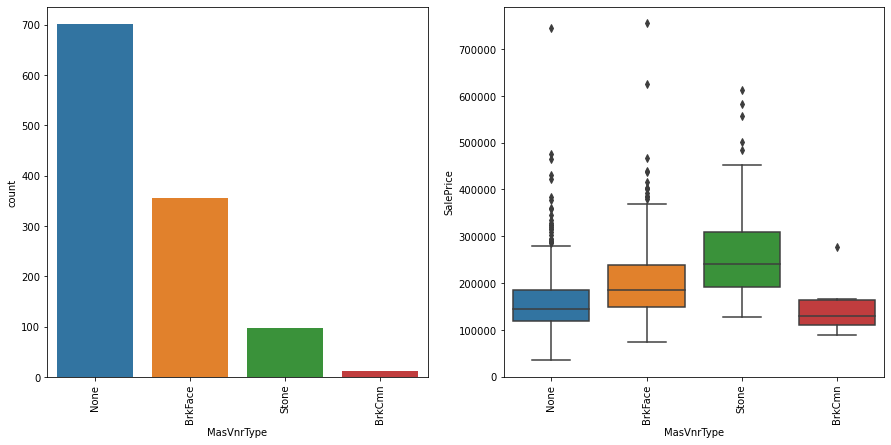 700
600
500
400
300
200
100
0
count
None
BrkFace
Stone
BrkCmn
MasVnrType
700000
600000
500000
400000
300000
200000
100000
0
SalePrice
None
BrkFace
Stone
BrkCmn
MasVnrType